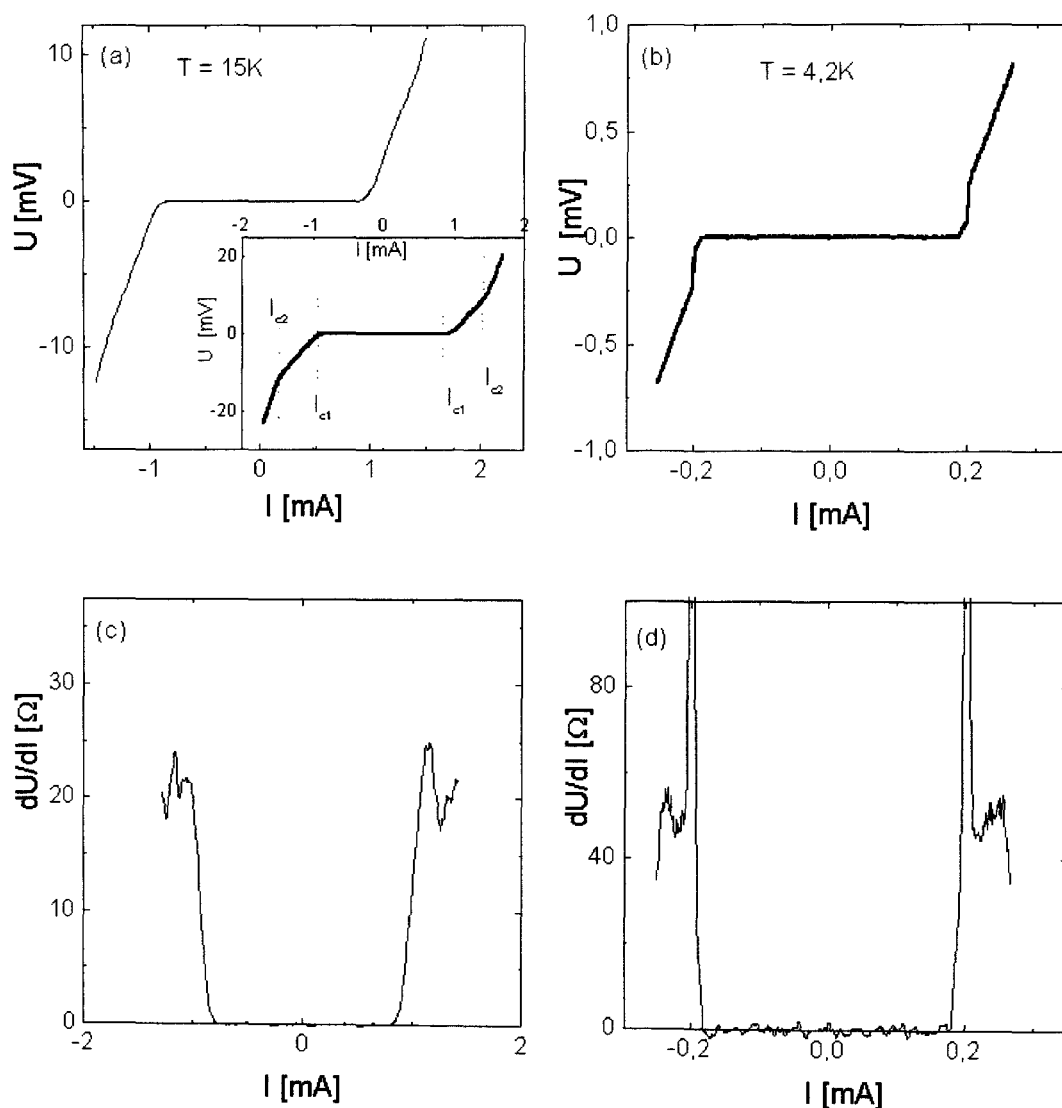 (a)
T = 15K
U [mV]
10
0
-10
-1
0
1
2
I [mA]
-2
-1
0
1
2
I [mA]
U [mV]
20
0
-20
I_c2
I_c1
I_c1
I_c2
(b)
T = 4,2K
U [mV]
1,0
0,5
0,0
-0,5
-1,0
-0,2
0,0
0,2
I [mA]
(c)
dU/dI [Ω]
30
20
10
0
-2
0
2
I [mA]
(d)
dU/dI [Ω]
80
40
0
-0,2
0,0
0,2
I [mA]